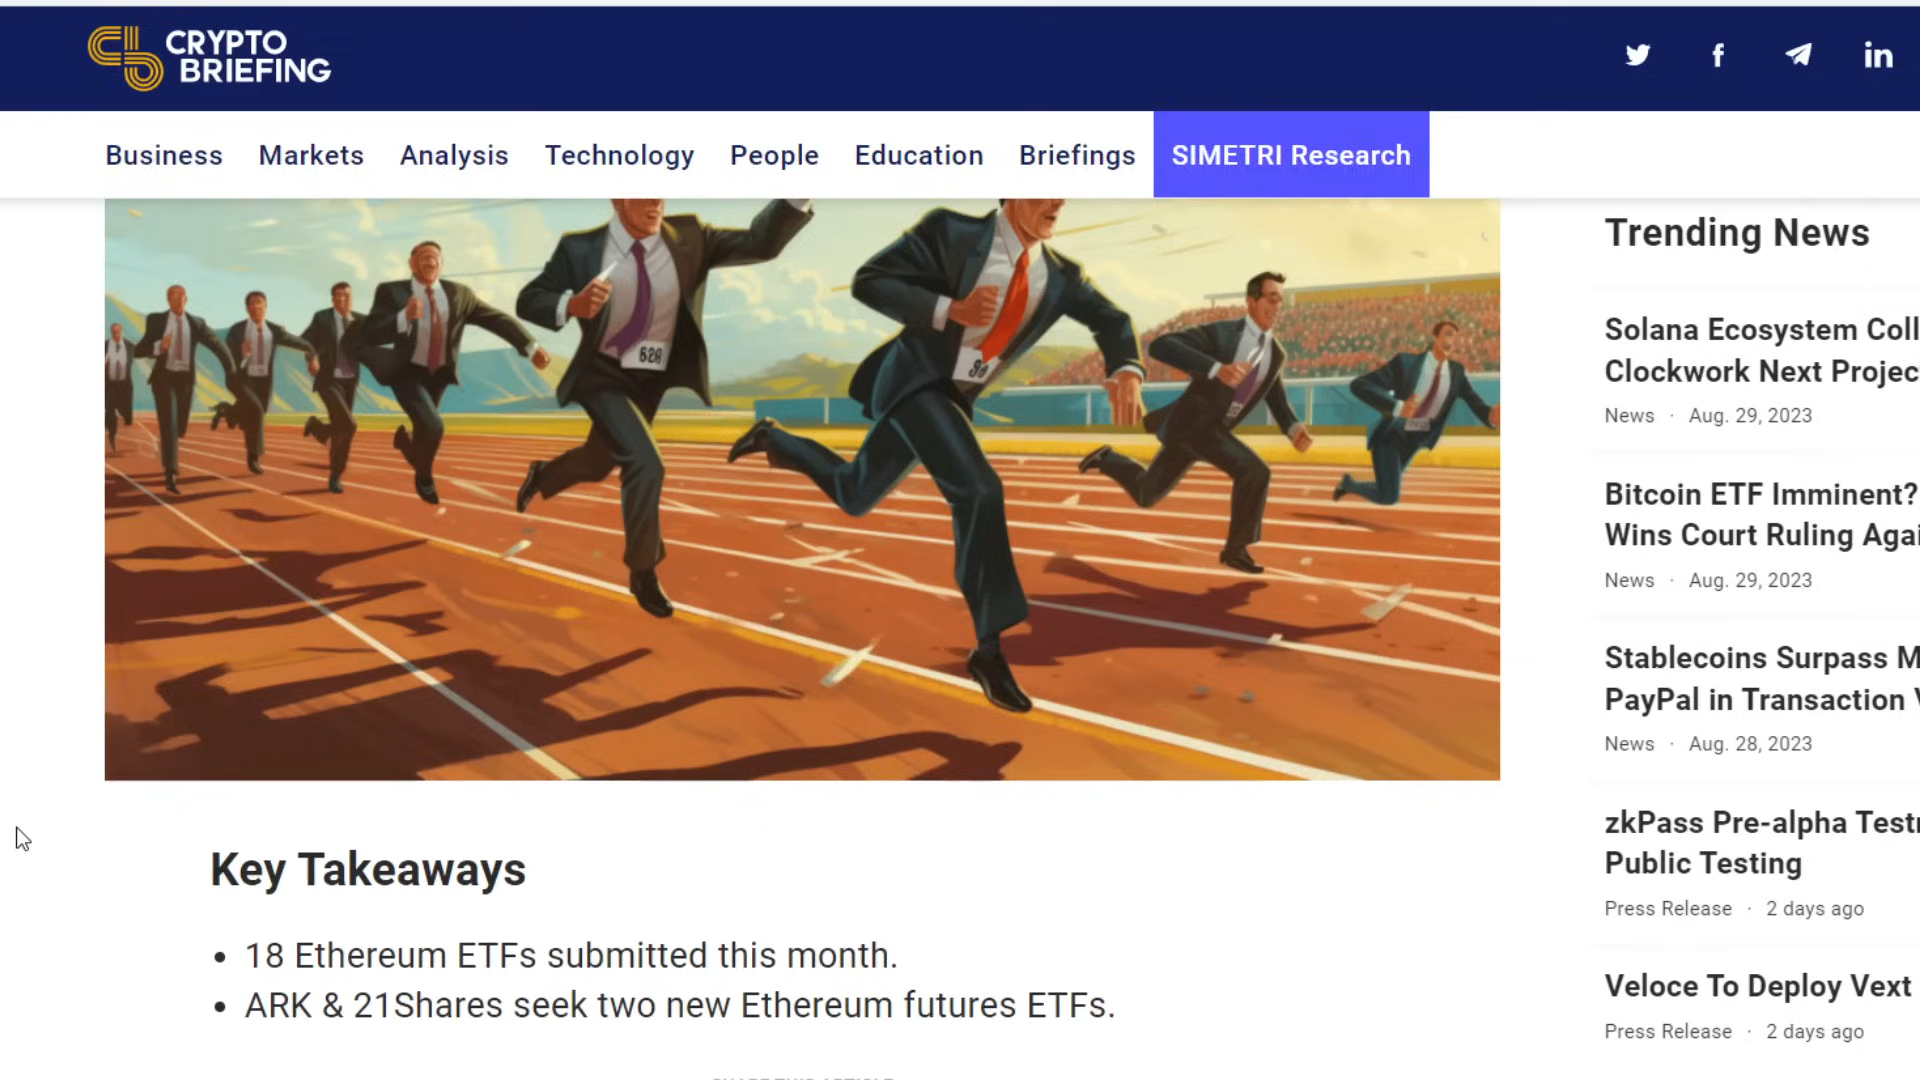 CRYPTO
BRIEFING
Business Markets Analysis Technology People Education Briefings SIMETRI Research
628
Trending News
Solana Ecosystem Coll
Clockwork Next Projec
News · Aug. 29, 2023
Bitcoin ETF Imminent?
Wins Court Ruling Agai
News · Aug. 29, 2023
Stablecoins Surpass M
PayPal in Transaction V
News · Aug. 28, 2023
zkPass Pre-alpha Testn
Public Testing
Press Release · 2 days ago
Veloce To Deploy Vext
Press Release · 2 days ago
Key Takeaways
• 18 Ethereum ETFs submitted this month.
• ARK & 21Shares seek two new Ethereum futures ETFs.